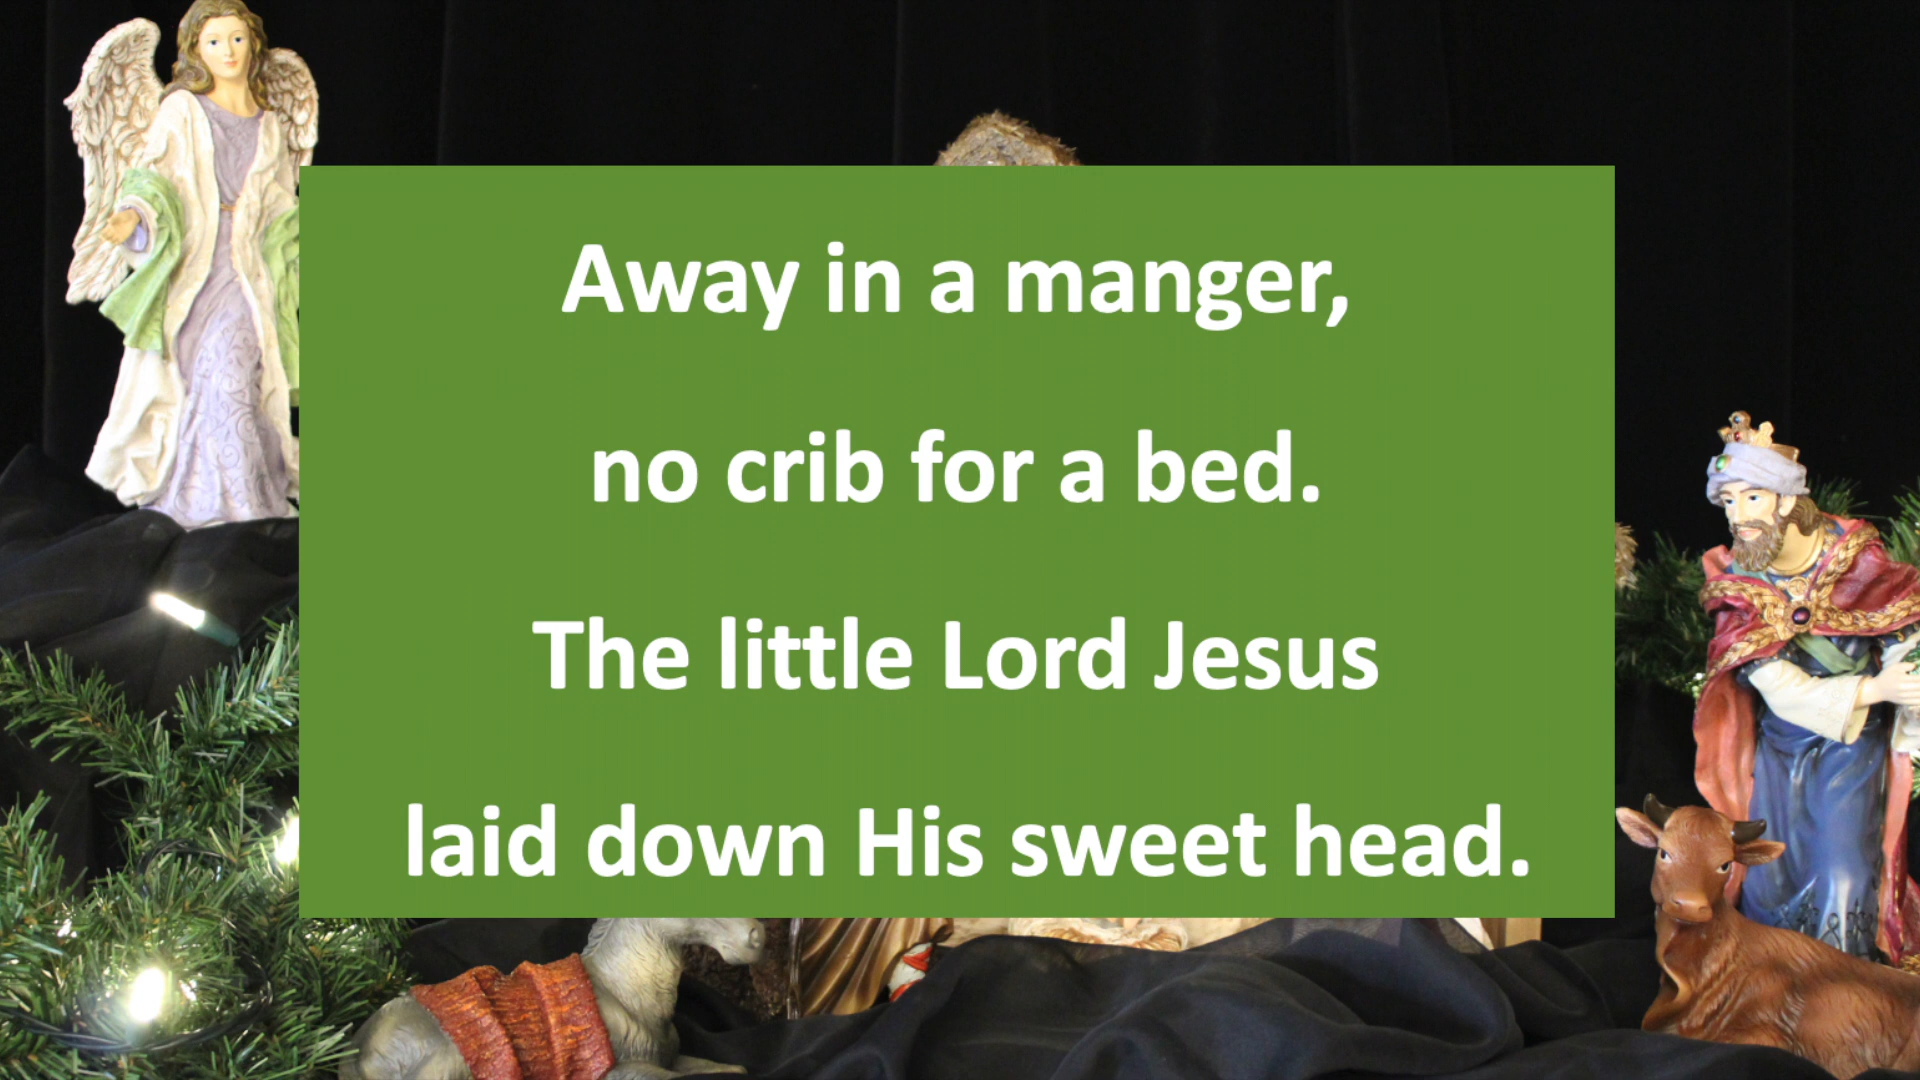 Away in a manger,
no crib for a bed.
The little Lord Jesus
laid down His sweet head.